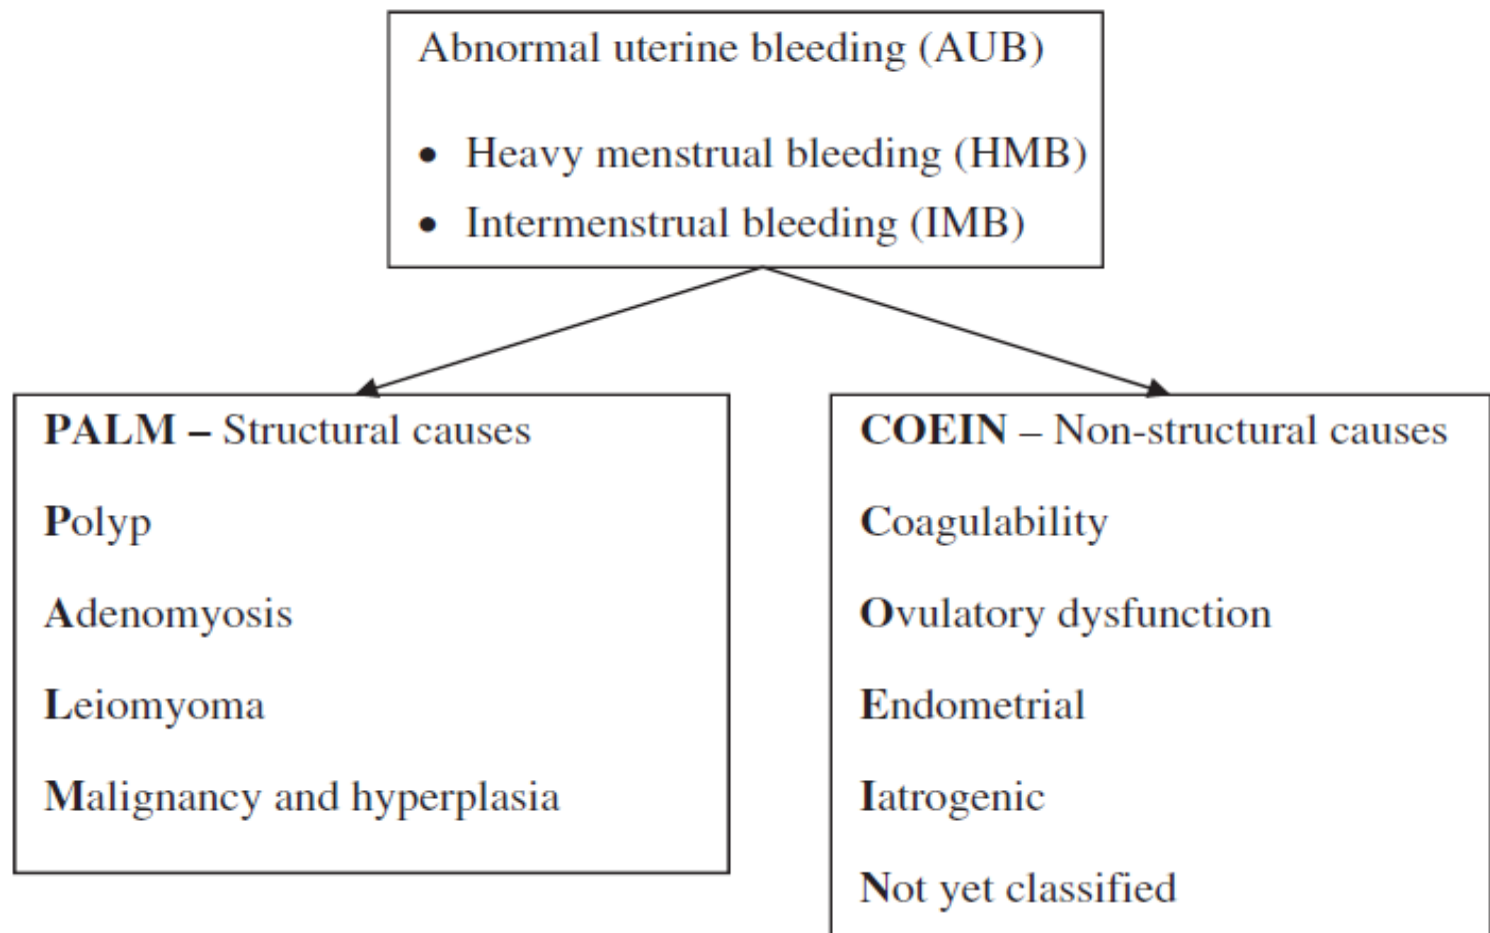 Abnormal uterine bleeding (AUB)
• Heavy menstrual bleeding (HMB)
• Intermenstrual bleeding (IMB)
PALM – Structural causes
Polyp
Adenomyosis
Leiomyoma
Malignancy and hyperplasia
COEIN – Non-structural causes
Coagulability
Ovulatory dysfunction
Endometrial
Iatrogenic
Not yet classified